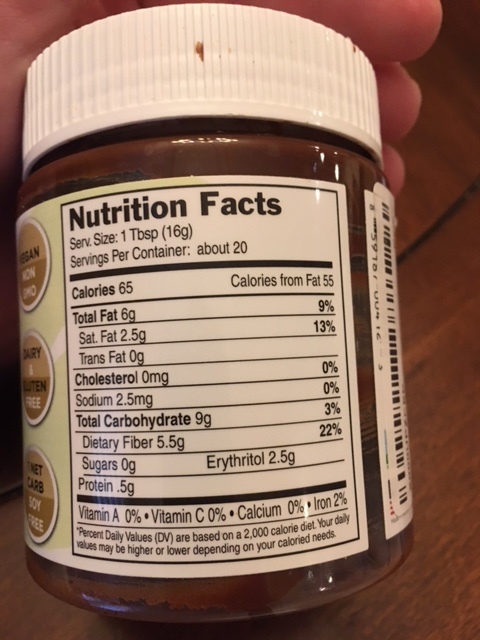 Nutrition Facts
Serv. Size: 1 Tbsp (16g)
Servings Per Container: about 20
Calories 65 Calories from Fat 55
Total Fat 6g 9%
Sat. Fat 2.5g 13%
Trans Fat 0g
Cholesterol 0mg 0%
Sodium 2.5mg 0%
Total Carbohydrate 9g 3%
Dietary Fiber 5.5g 22%
Sugars 0g Erythritol 2.5g
Protein .5g
Vitamin A 0% • Vitamin C 0% • Calcium 0% • Iron 2%
*Percent Daily Values (DV) are based on a 2,000 calorie diet. Your daily
values may be higher or lower depending on your caloried needs.
NON
GMO
DAIRY
&
FREE
NET
CARB
SOY
FREE